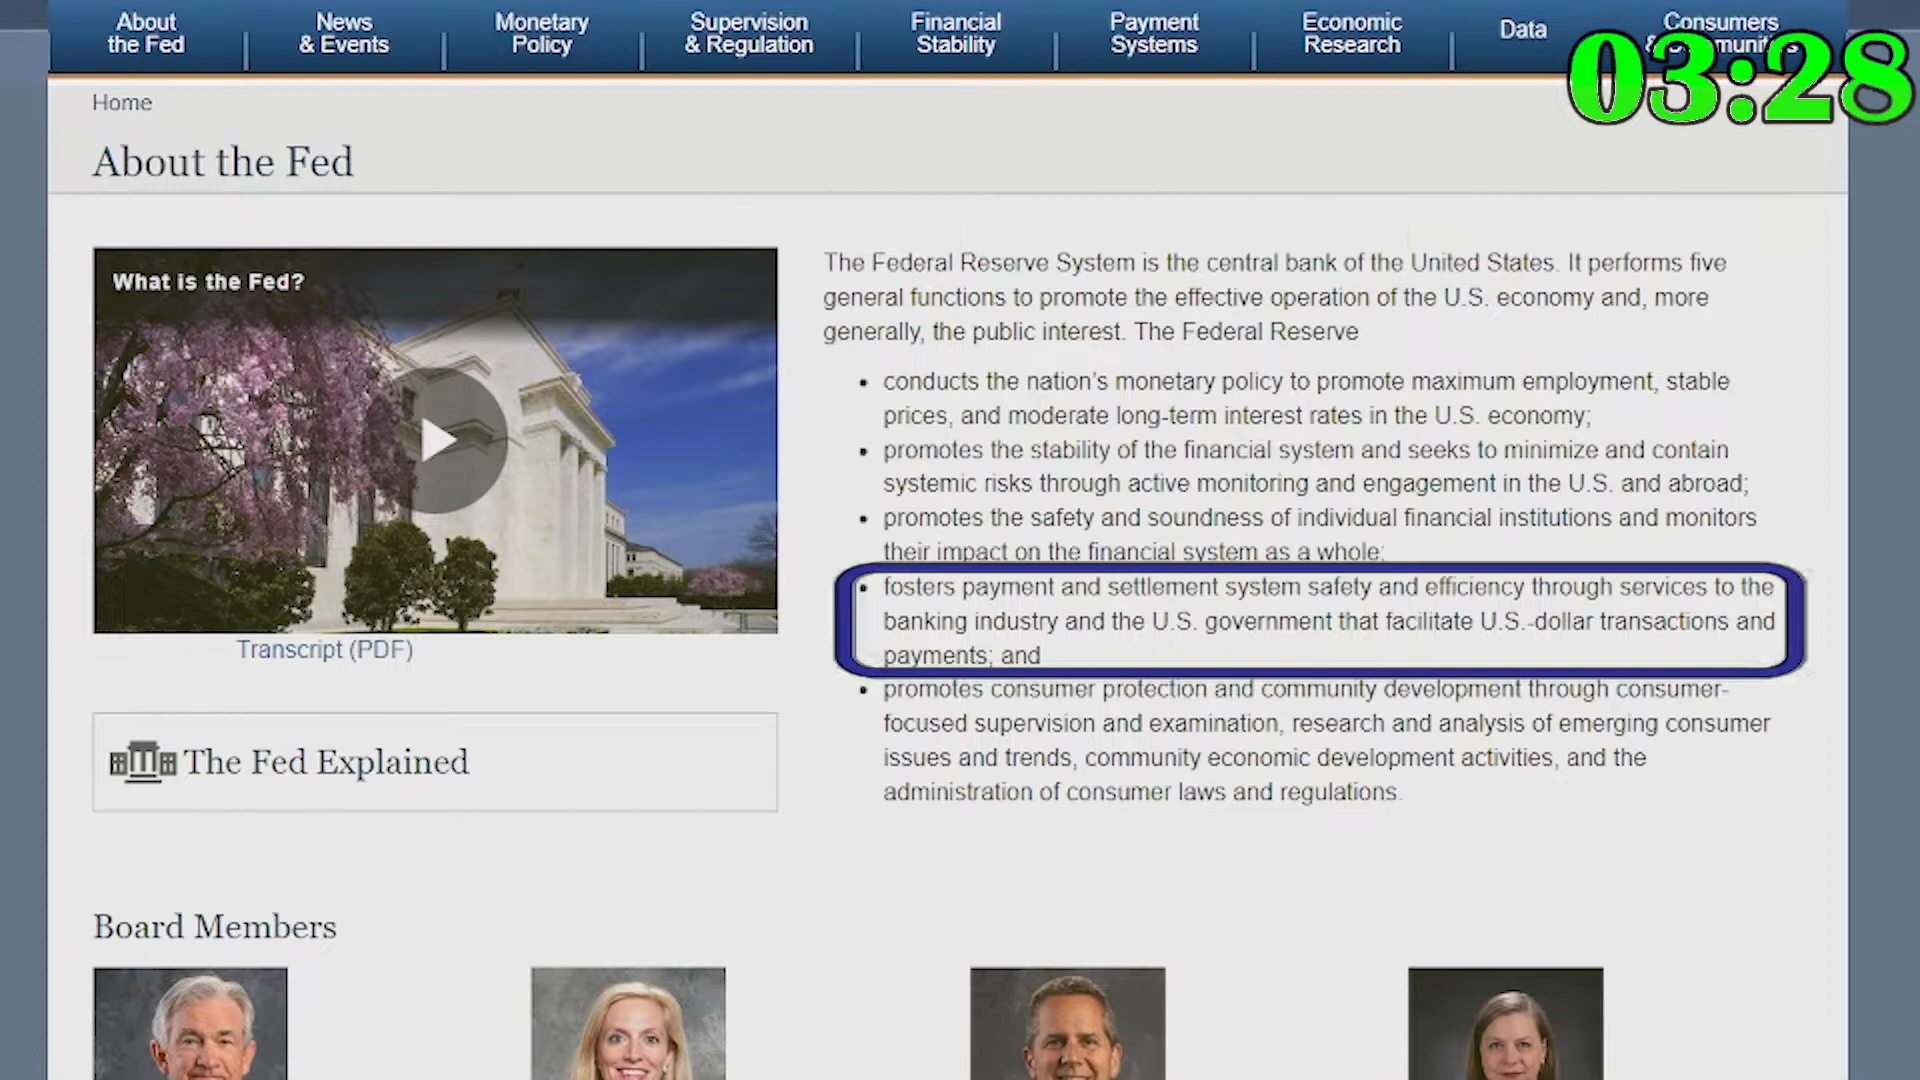 About
the Fed
News
& Events
Monetary
Policy
Supervision
& Regulation
Financial
Stability
Payment
Systems
Economic
Research
Data
Consumers
03:28
Home
About the Fed
What is the Fed?
Transcript (PDF)
The Fed Explained
The Federal Reserve System is the central bank of the United States. It performs five
general functions to promote the effective operation of the U.S. economy and, more
generally, the public interest. The Federal Reserve
• conducts the nation's monetary policy to promote maximum employment, stable
prices, and moderate long-term interest rates in the U.S. economy;
• promotes the stability of the financial system and seeks to minimize and contain
systemic risks through active monitoring and engagement in the U.S. and abroad;
• promotes the safety and soundness of individual financial institutions and monitors
their impact on the financial system as a whole;
• fosters payment and settlement system safety and efficiency through services to the
banking industry and the U.S. government that facilitate U.S.-dollar transactions and
payments; and
• promotes consumer protection and community development through consumer-
focused supervision and examination, research and analysis of emerging consumer
issues and trends, community economic development activities, and the
administration of consumer laws and regulations.
Board Members